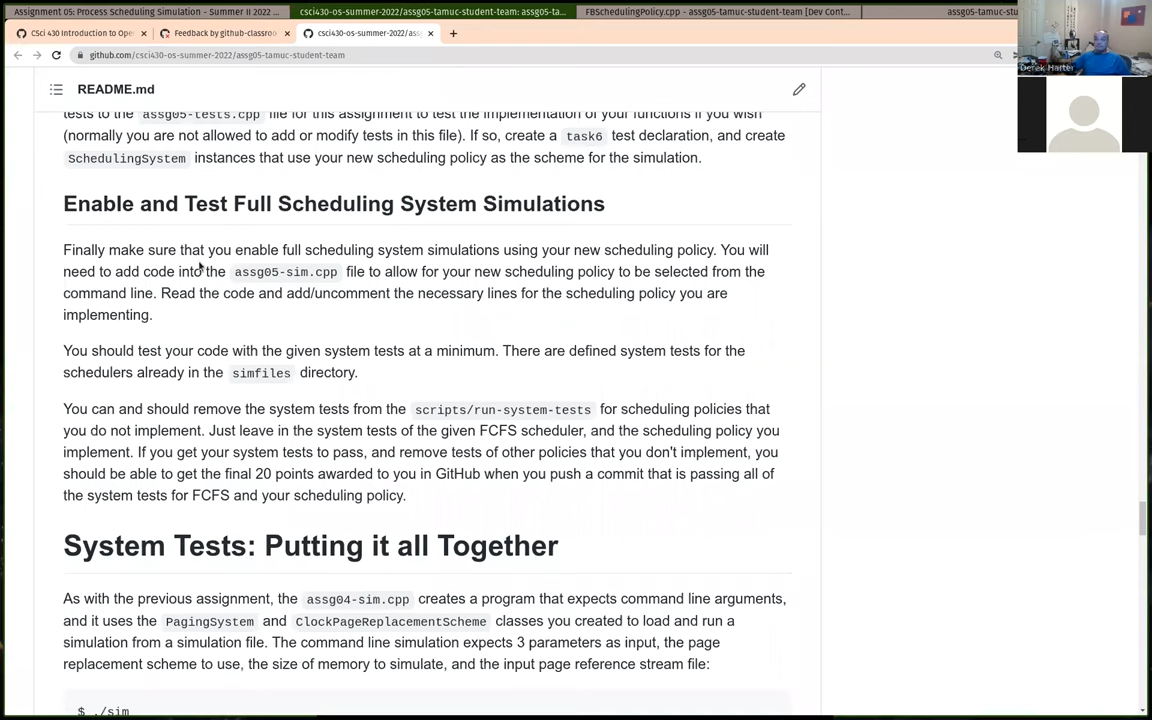 Assignment 05: Process Scheduling Simulation - Summer II 2022 ...
csci430-os-summer-2022/assg05-tamuc-student-team: assg05-ta...
FBSchedulingPolicy.cpp - assg05-tamuc-student-team [Dev Cont...
assg05-tamuc-stu
CSci 430 Introduction to Ope
Feedback by github-classroo
csci430-os-summer-2022/ass
github.com/csci430-os-summer-2022/assg05-tamuc-student-team
Derek Harter
README.md
tests to the assg05-tests.cpp file for this assignment to test the implementation of your functions if you wish
(normally you are not allowed to add or modify tests in this file). If so, create a task6 test declaration, and create
SchedulingSystem instances that use your new scheduling policy as the scheme for the simulation.
Enable and Test Full Scheduling System Simulations
Finally make sure that you enable full scheduling system simulations using your new scheduling policy. You will
need to add code into the assg05-sim.cpp file to allow for your new scheduling policy to be selected from the
command line. Read the code and add/uncomment the necessary lines for the scheduling policy you are
implementing.
You should test your code with the given system tests at a minimum. There are defined system tests for the
schedulers already in the simfiles directory.
You can and should remove the system tests from the scripts/run-system-tests for scheduling policies that
you do not implement. Just leave in the system tests of the given FCFS scheduler, and the scheduling policy you
implement. If you get your system tests to pass, and remove tests of other policies that you don't implement, you
should be able to get the final 20 points awarded to you in GitHub when you push a commit that is passing all of
the system tests for FCFS and your scheduling policy.
System Tests: Putting it all Together
As with the previous assignment, the assg04-sim.cpp creates a program that expects command line arguments,
and it uses the PagingSystem and ClockPageReplacementScheme classes you created to load and run a
simulation from a simulation file. The command line simulation expects 3 parameters as input, the page
replacement scheme to use, the size of memory to simulate, and the input page reference stream file:
$ ./sim